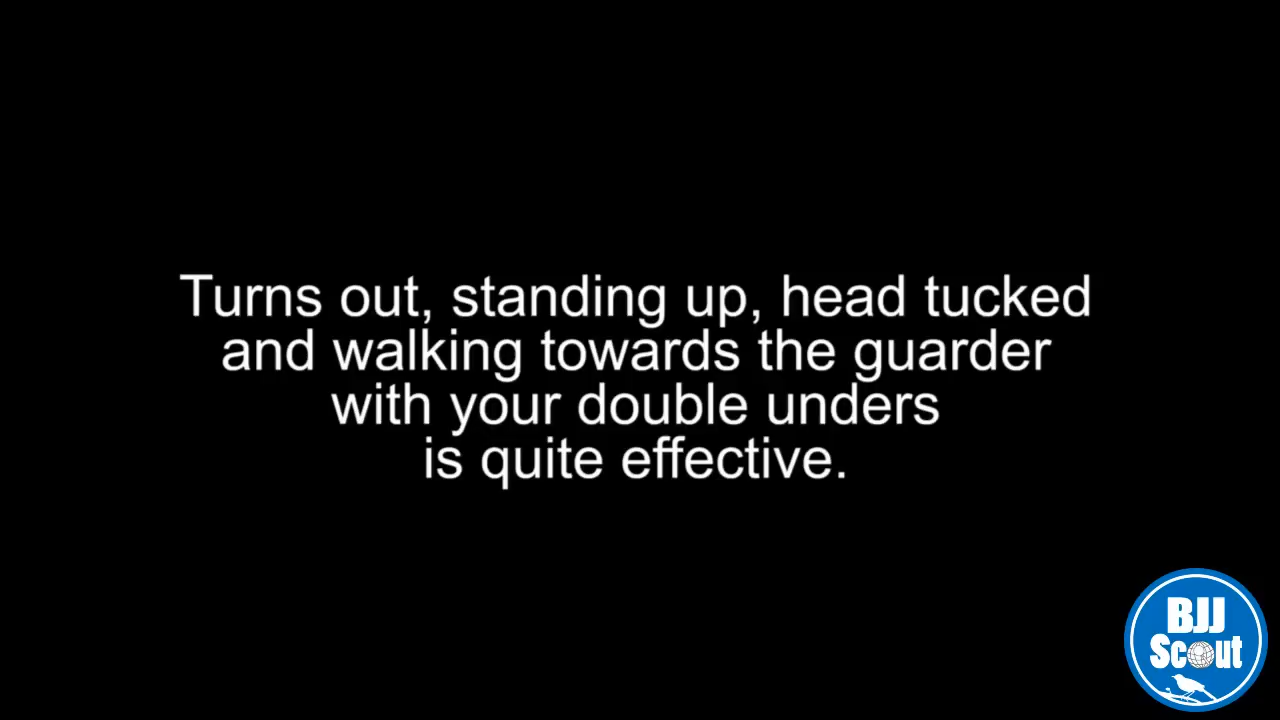 Turns out, standing up, head tucked
and walking towards the guarder
with your double unders
is quite effective.
BJJ
Scout